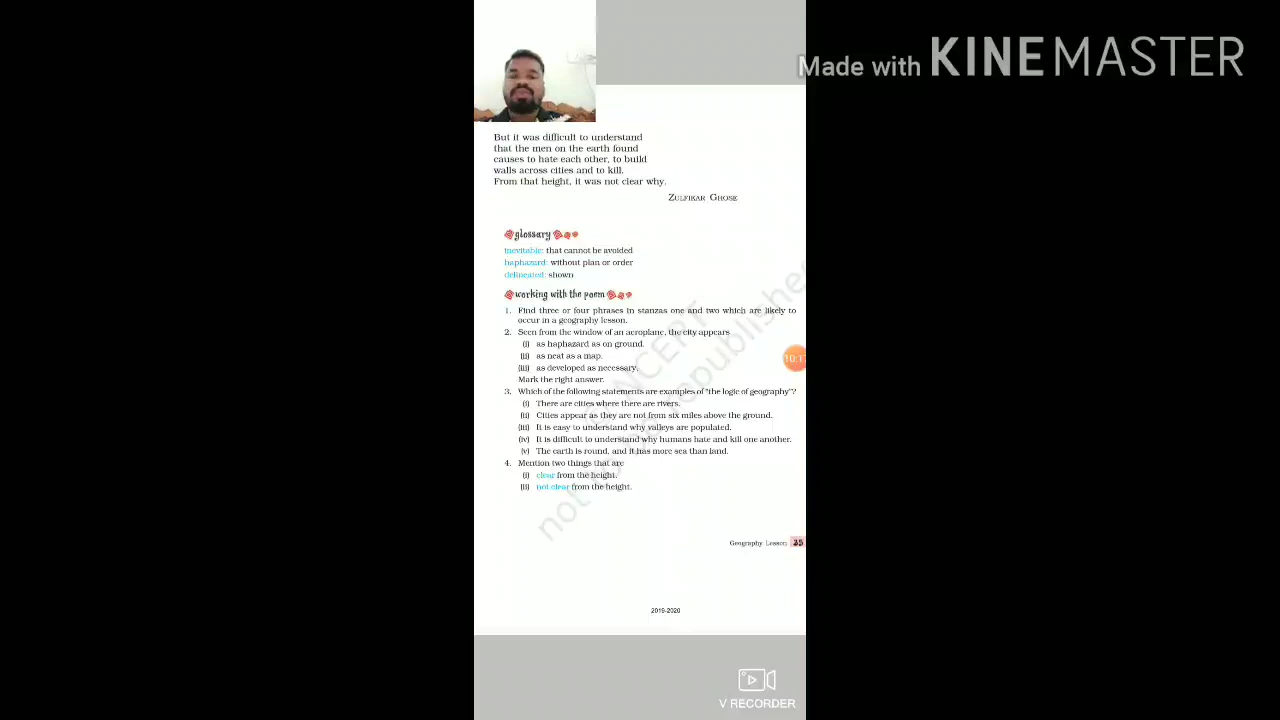 Made with KINEMASTER
But it was difficult to understand
that the men on the earth found
causes to hate each other, to build
walls across cities and to kill.
From that height, it was not clear why.
ZULFIKAR GHOSE
glossary
inevitable: that cannot be avoided
haphazard: without plan or order
delineated: shown
working with the poem
1. Find three or four phrases in stanzas one and two which are likely to
occur in a geography lesson.
2. Seen from the window of an aeroplane, the city appears
(i) as haphazard as on ground.
(ii) as neat as a map.
(iii) as developed as necessary.
Mark the right answer.
3. Which of the following statements are examples of "the logic of geography"?
(i) There are cities where there are rivers.
(ii) Cities appear as they are not from six miles above the ground.
(iii) It is easy to understand why valleys are populated.
(iv) It is difficult to understand why humans hate and kill one another.
(v) The earth is round, and it has more sea than land.
4. Mention two things that are
(i) clear from the height.
(ii) not clear from the height.
Geography Lesson 35
2019-2020
V RECORDER